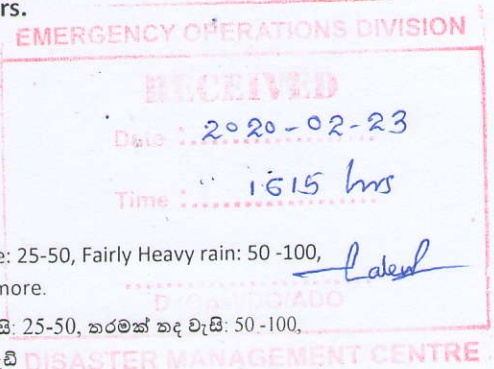 rs.
EMERGENCY OPERATIONS DIVISION
RECEIVED
Date : 2020-02-23
Time : 1615 hrs
e: 25-50, Fairly Heavy rain: 50 -100,
more.
සි: 25-50, තරමක් තද වැසි: 50 -100,
ඩි
DISASTER MANAGEMENT CENTRE